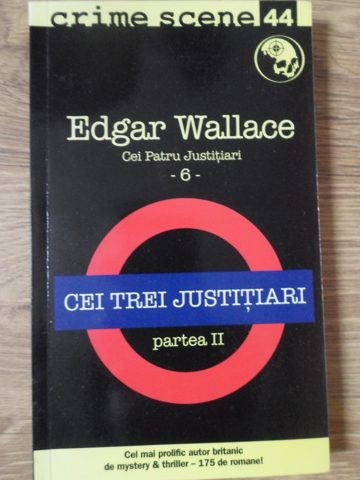 crime scene 44
Edgar Wallace
Cei Patru Justițiari
- 6 -
CEI TREI JUSTIȚIARI
partea II
Cel mai prolific autor britanic
de mystery & thriller – 175 de romane!